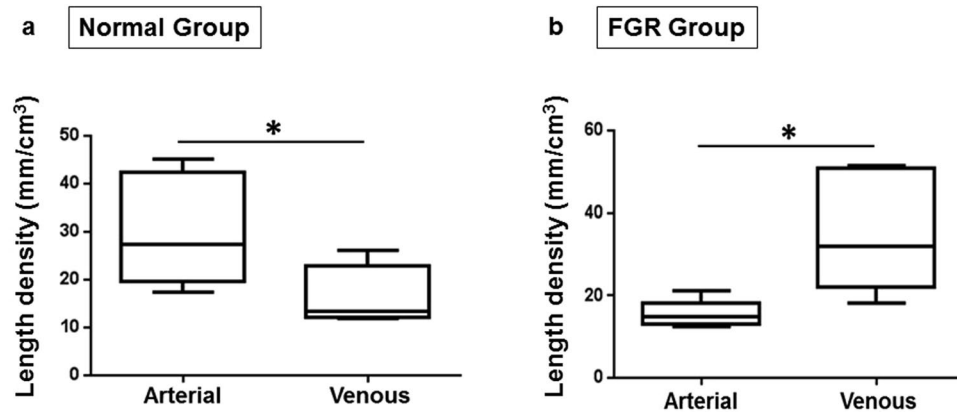 a Normal Group
Length density (mm/cm³)
50
40
30
20
10
0
*
Arterial Venous
b FGR Group
Length density (mm/cm³)
60
40
20
0
*
Arterial Venous